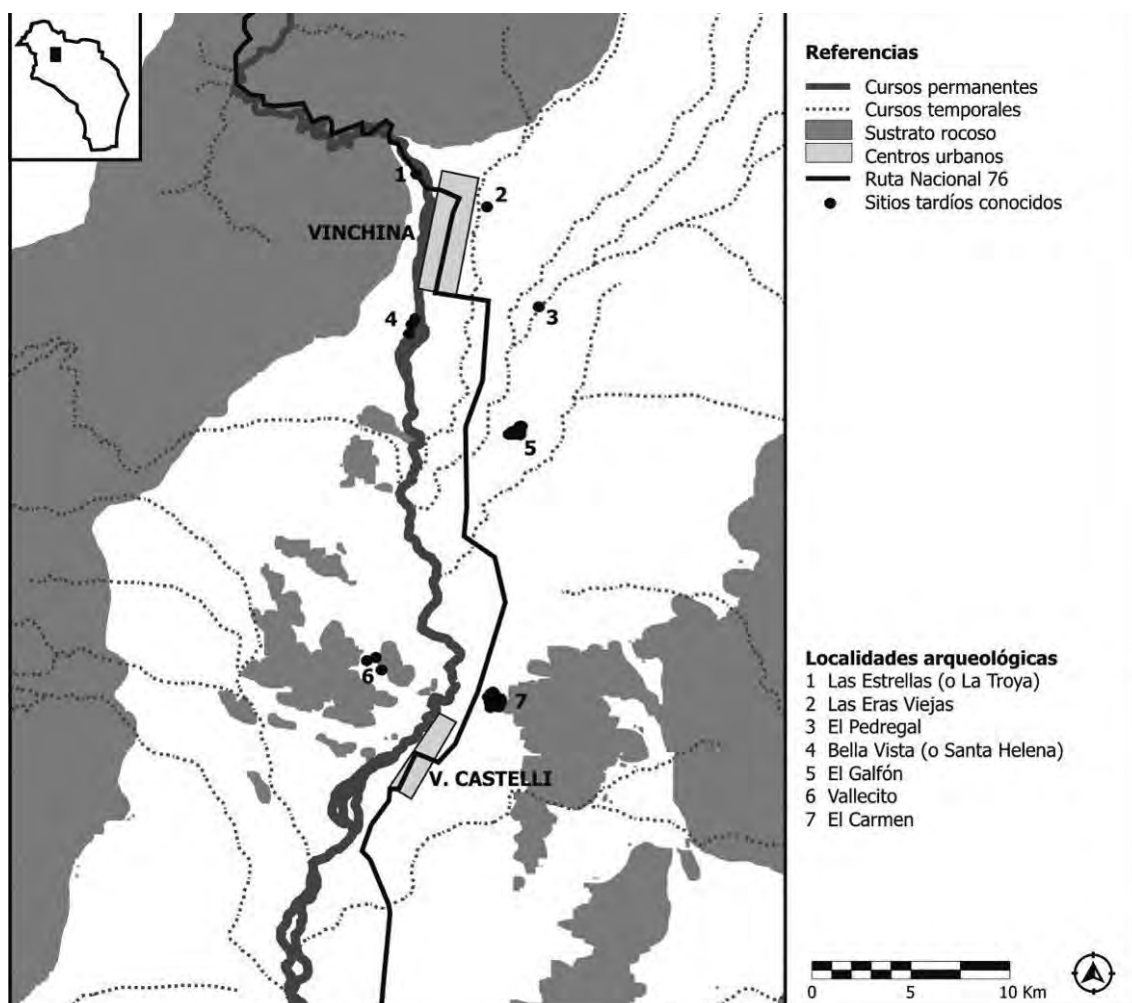 1
2
VINCHINA
3
4
5
6
7
V. CASTELLI
Referencias
Cursos permanentes
Cursos temporales
Sustrato rocoso
Centros urbanos
Ruta Nacional 76
Sitios tardíos conocidos
Localidades arqueológicas
1 Las Estrellas (o La Troya)
2 Las Eras Viejas
3 El Pedregal
4 Bella Vista (o Santa Helena)
5 El Galfón
6 Vallecito
7 El Carmen
0 5 10 Km